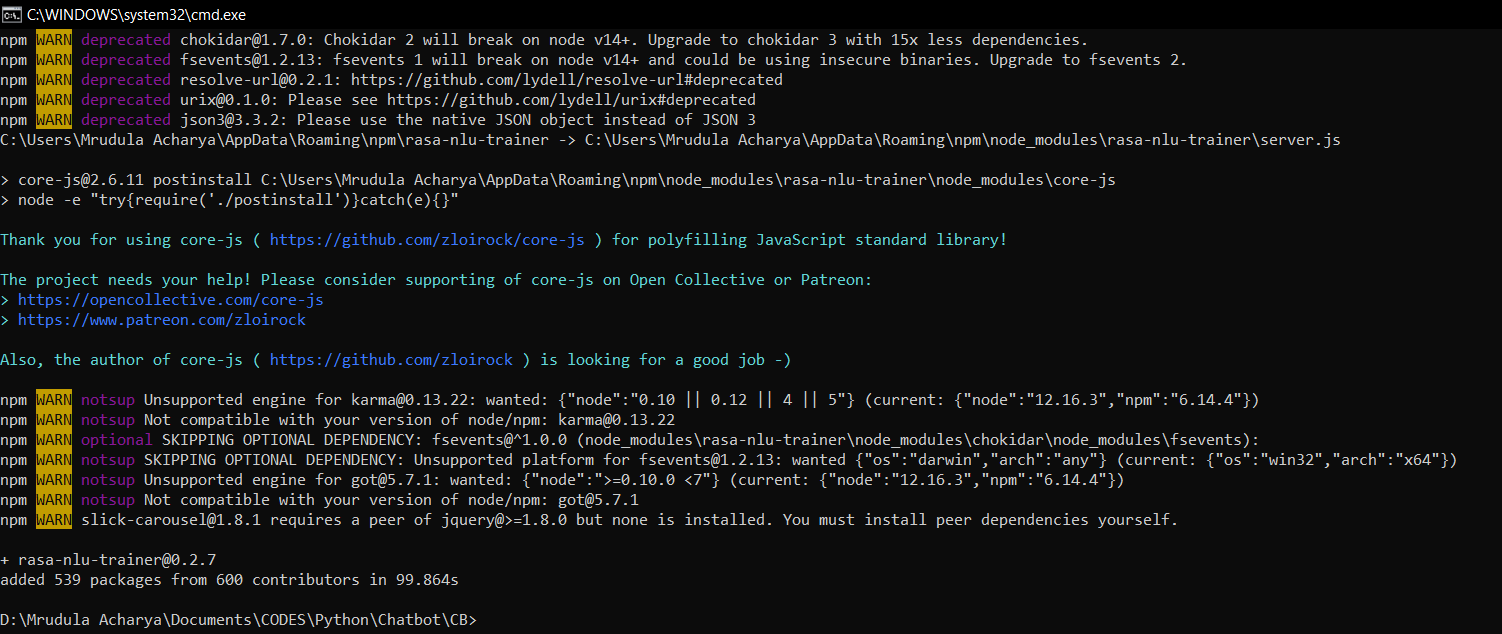 C:\WINDOWS\system32\cmd.exe
npm WARN deprecated chokidar@1.7.0: Chokidar 2 will break on node v14+. Upgrade to chokidar 3 with 15x less dependencies.
npm WARN deprecated fsevents@1.2.13: fsevents 1 will break on node v14+ and could be using insecure binaries. Upgrade to fsevents 2.
npm WARN deprecated resolve-url@0.2.1: https://github.com/lydell/resolve-url#deprecated
npm WARN deprecated urix@0.1.0: Please see https://github.com/lydell/urix#deprecated
npm WARN deprecated json3@3.3.2: Please use the native JSON object instead of JSON 3
C:\Users\Mrudula Acharya\AppData\Roaming\npm\rasa-nlu-trainer -> C:\Users\Mrudula Acharya\AppData\Roaming\npm\node_modules\rasa-nlu-trainer\server.js
> core-js@2.6.11 postinstall C:\Users\Mrudula Acharya\AppData\Roaming\npm\node_modules\rasa-nlu-trainer\node_modules\core-js
> node -e "try{require('./postinstall')}catch(e){}"
Thank you for using core-js ( https://github.com/zloirock/core-js ) for polyfilling JavaScript standard library!
The project needs your help! Please consider supporting of core-js on Open Collective or Patreon:
> https://opencollective.com/core-js
> https://www.patreon.com/zloirock
Also, the author of core-js ( https://github.com/zloirock ) is looking for a good job -)
npm WARN notsup Unsupported engine for karma@0.13.22: wanted: {"node":"0.10 || 0.12 || 4 || 5"} (current: {"node":"12.16.3","npm":"6.14.4"})
npm WARN notsup Not compatible with your version of node/npm: karma@0.13.22
npm WARN optional SKIPPING OPTIONAL DEPENDENCY: fsevents@^1.0.0 (node_modules\rasa-nlu-trainer\node_modules\chokidar\node_modules\fsevents):
npm WARN notsup SKIPPING OPTIONAL DEPENDENCY: Unsupported platform for fsevents@1.2.13: wanted {"os":"darwin","arch":"any"} (current: {"os":"win32","arch":"x64"})
npm WARN notsup Unsupported engine for got@5.7.1: wanted: {"node":">=0.10.0 <7"} (current: {"node":"12.16.3","npm":"6.14.4"})
npm WARN notsup Not compatible with your version of node/npm: got@5.7.1
npm WARN slick-carousel@1.8.1 requires a peer of jquery@>=1.8.0 but none is installed. You must install peer dependencies yourself.
+ rasa-nlu-trainer@0.2.7
added 539 packages from 600 contributors in 99.864s
D:\Mrudula Acharya\Documents\CODES\Python\Chatbot\CB>